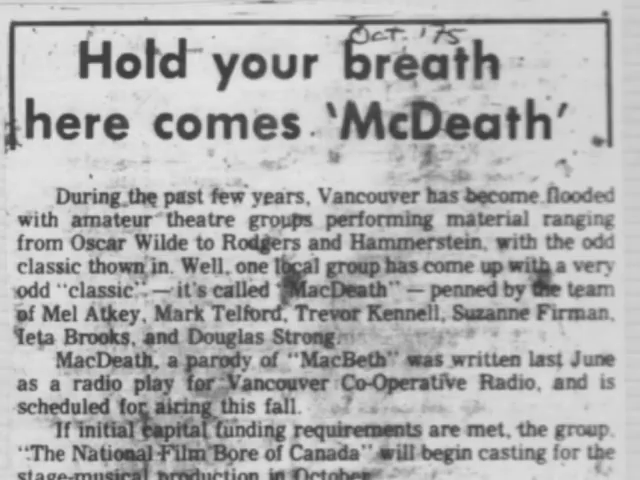 Oct. '75
Hold your breath
here comes 'McDeath'
During the past few years, Vancouver has become flooded
with amateur theatre groups performing material ranging
from Oscar Wilde to Rodgers and Hammerstein, with the odd
classic thown in. Well, one local group has come up with a very
odd "classic" — it's called "MacDeath" — penned by the team
of Mel Atkey, Mark Telford, Trevor Kennell, Suzanne Firman,
Ieta Brooks, and Douglas Strong.
MacDeath, a parody of "MacBeth" was written last June
as a radio play for Vancouver Co-Operative Radio, and is
scheduled for airing this fall.
If initial capital funding requirements are met, the group.
"The National Film Bore of Canada" will begin casting for the
stage-musical production in October.